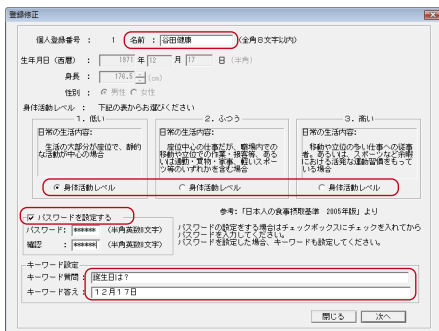 登録修正
個人登録番号 : 1 名前 : 谷田健康 (全角8文字以内)
生年月日(西暦) : 1971 年 12 月 17 日 (半角)
身長 : 176.5 (cm)
性別 : 男性 女性
身体活動レベル : 下記の表からお選びください
1. 低い
日常の生活内容:
生活の大部分が座位で、静的な活動が中心の場合
身体活動レベル
2. ふつう
日常の生活内容:
座位中心の仕事だが、職場内での
移動や立位での作業・接客等、ある
いは通勤・買物・家事、軽いスポー
ツ等のいずれかを含む場合
身体活動レベル
3. 高い
日常の生活内容:
移動や立位の多い仕事への従事
者。あるいは、スポーツなど余暇
における活発な運動習慣をもって
いる場合
身体活動レベル
参考:「日本人の食事摂取基準 2005年版」より
パスワードを設定する
パスワード: ****** (半角英数8文字)
確認 : ****** (半角英数8文字)
パスワードの設定をする場合はチェックボックスにチェックを入れてから
パスワードを入力してください。
パスワードを設定した場合、キーワードも設定してください。
キーワード設定
キーワード質問: 誕生日は?
キーワード答え: 12月17日
閉じる 次へ